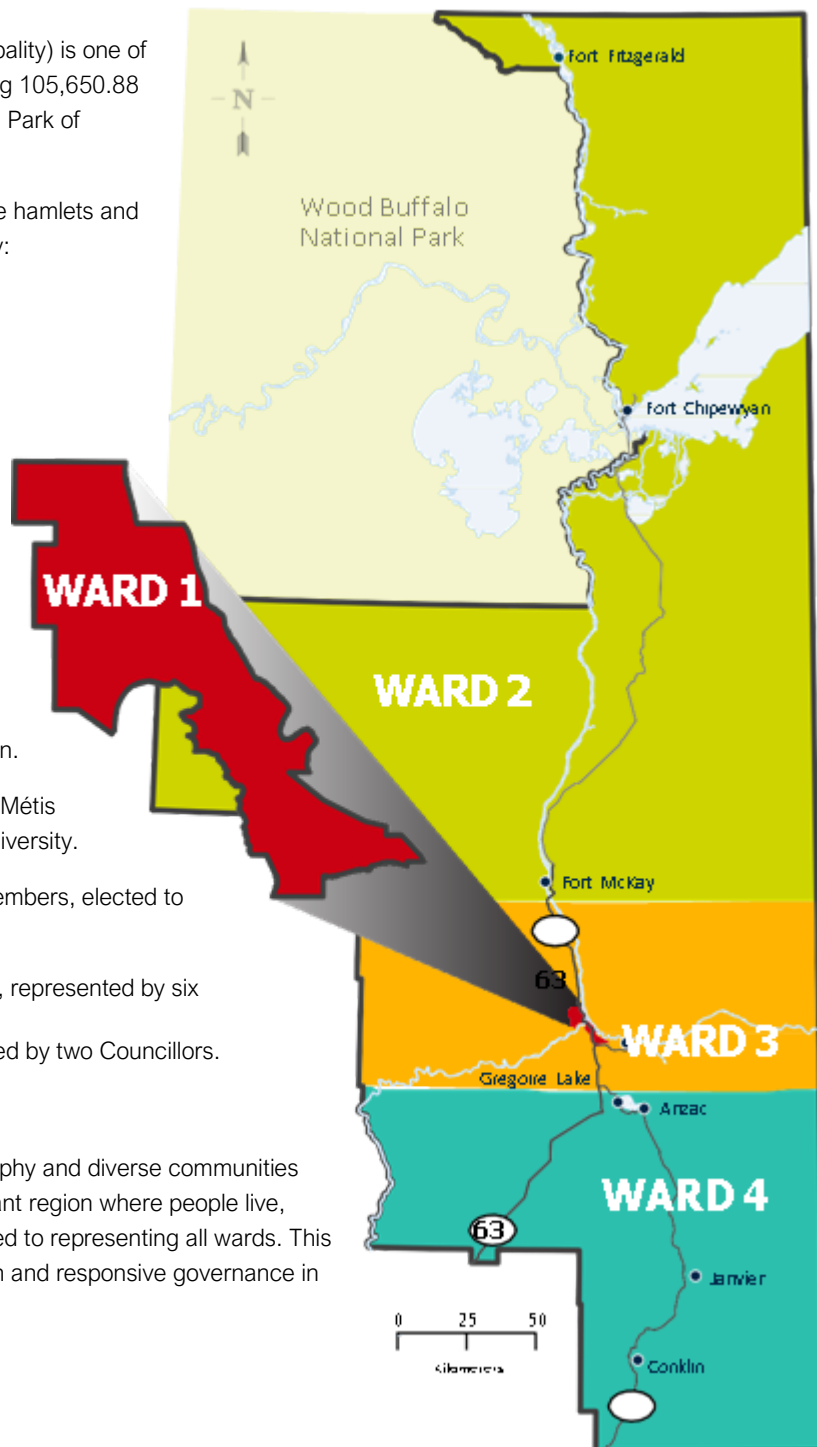 pality) is one of
g 105,650.88
Park of
e hamlets and
y:
n.
Métis
iversity.
embers, elected to
, represented by six
ed by two Councillors.
phy and diverse communities
ant region where people live,
ed to representing all wards. This
n and responsive governance in
Fort Fitzgerald
N
Wood Buffalo
National Park
Fort Chipewyan
WARD 1
WARD 2
Fort McKay
63
WARD 3
Gregoire Lake
Anzac
WARD 4
63
Janvier
0 25 50
Kilometers
Conklin